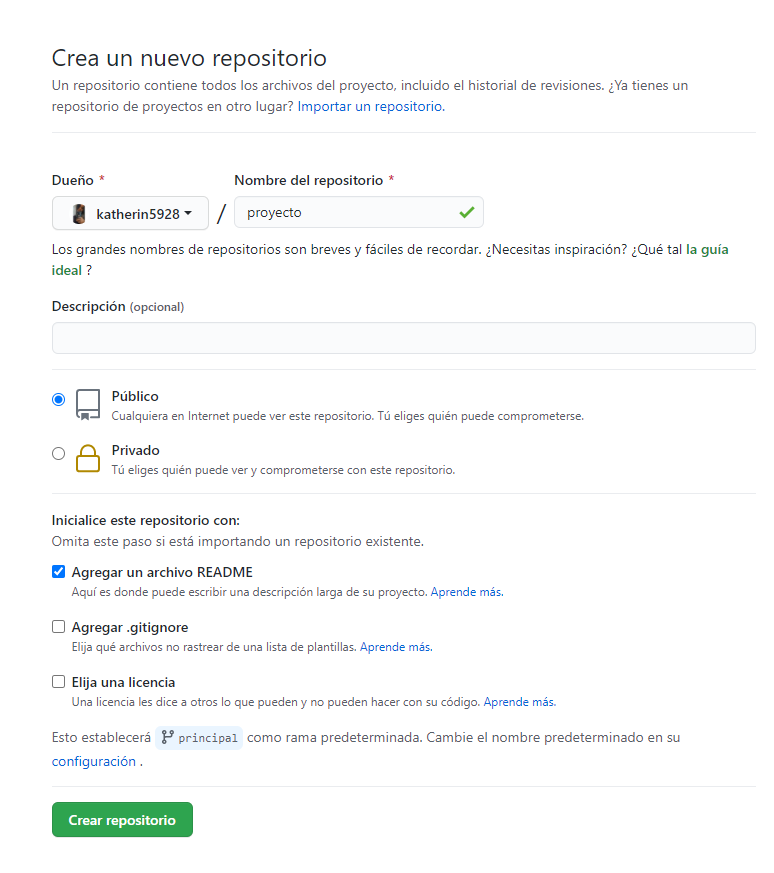 Crea un nuevo repositorio
Un repositorio contiene todos los archivos del proyecto, incluido el historial de revisiones. ¿Ya tienes un
repositorio de proyectos en otro lugar? Importar un repositorio.
Dueño * Nombre del repositorio *
katherin5928 / proyecto
Los grandes nombres de repositorios son breves y fáciles de recordar. ¿Necesitas inspiración? ¿Qué tal la guía
ideal ?
Descripción (opcional)
Público
Cualquiera en Internet puede ver este repositorio. Tú eliges quién puede comprometerse.
Privado
Tú eliges quién puede ver y comprometerse con este repositorio.
Inicialice este repositorio con:
Omita este paso si está importando un repositorio existente.
Agregar un archivo README
Aquí es donde puede escribir una descripción larga de su proyecto. Aprende más.
Agregar .gitignore
Elija qué archivos no rastrear de una lista de plantillas. Aprende más.
Elija una licencia
Una licencia les dice a otros lo que pueden y no pueden hacer con su código. Aprende más.
Esto establecerá principal como rama predeterminada. Cambie el nombre predeterminado en su
configuración .
Crear repositorio